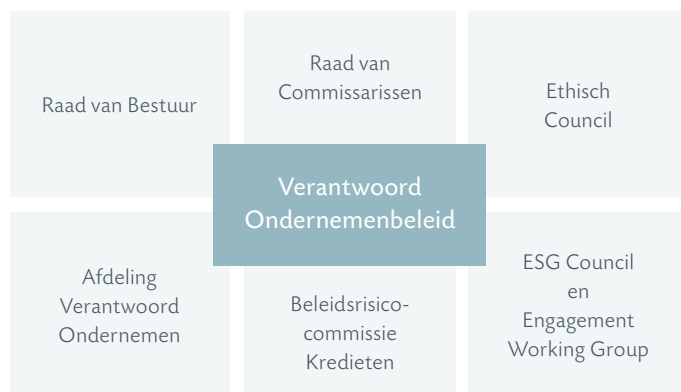 Raad van Bestuur
Raad van
Commissarissen
Ethisch
Council
Verantwoord
Ondernemenbeleid
Afdeling
Verantwoord
Ondernemen
Beleidsrisico-
commissie
Kredieten
ESG Council
en
Engagement
Working Group